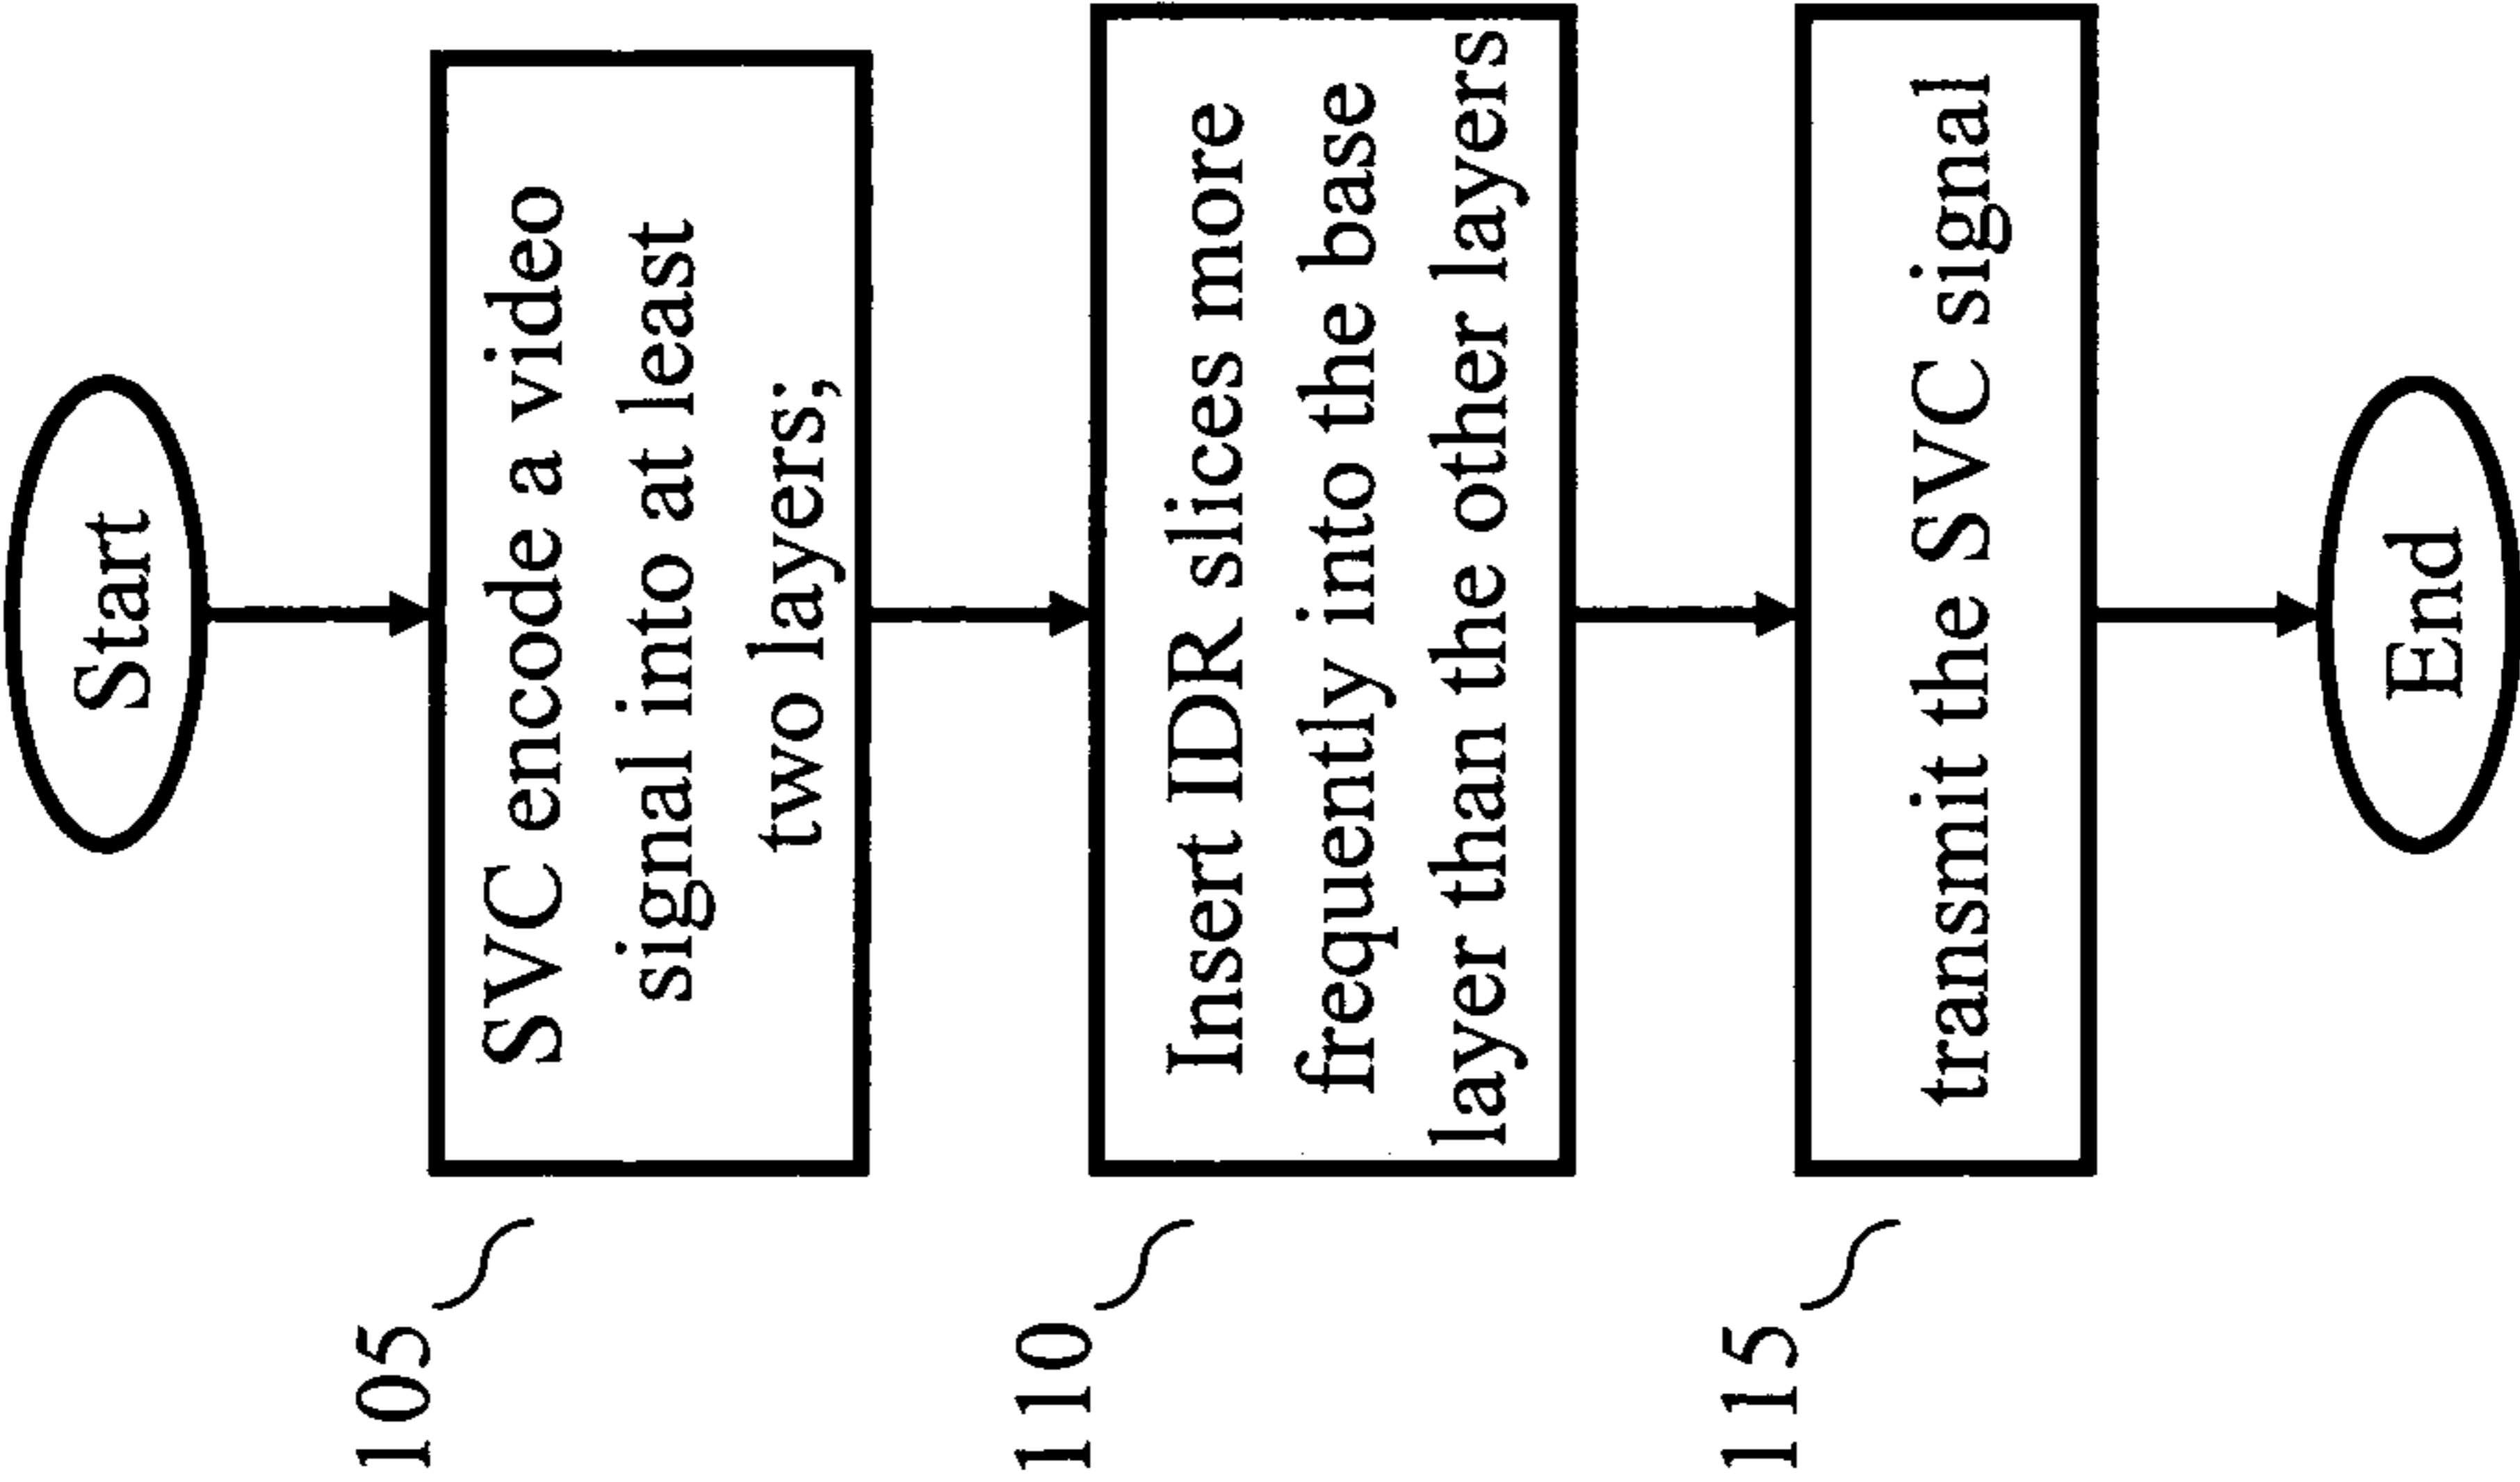 Start
105
SVC encode a video
signal into at least
two layers;
110
Insert IDR slices more
frequently into the base
layer than the other layers
115
transmit the SVC signal
End